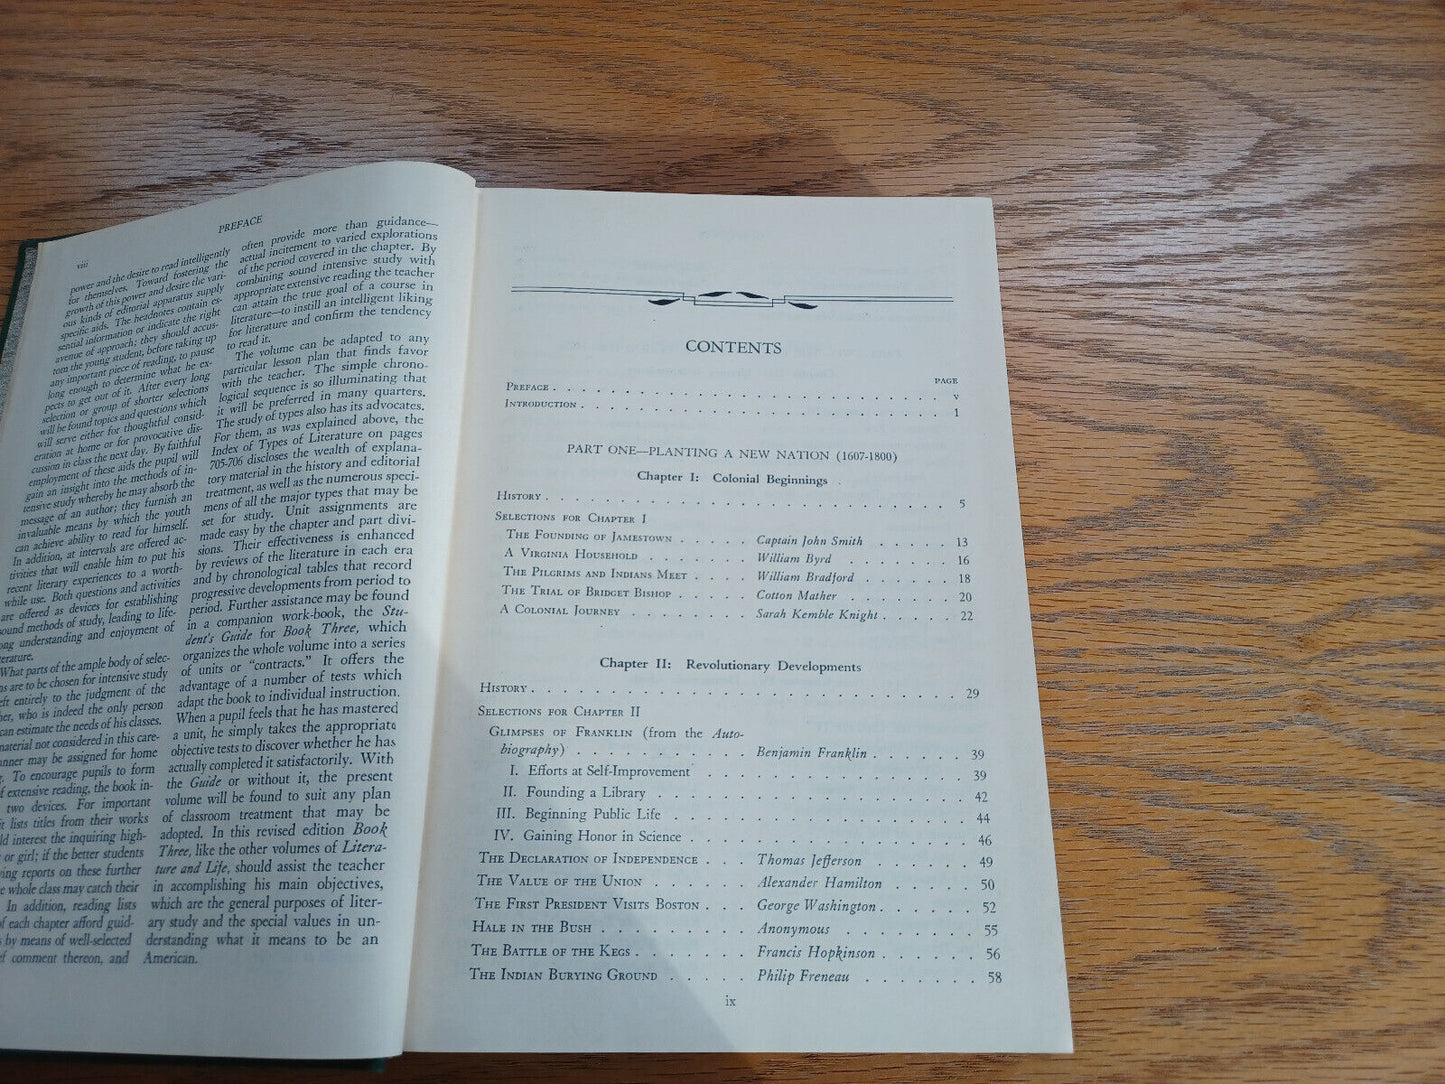 viii
PREFACE
power and the desire to read intelligently
for themselves. Toward fostering the
growth of this power and desire the vari-
ous kinds of editorial apparatus supply
specific aids. The headnotes contain es-
sential information or indicate the right
avenue of approach; they should accus-
tom the young student, before taking up
any important piece of reading, to pause
long enough to determine what he ex-
pects to get out of it. After every long
selection or group of shorter selections
will be found topics and questions which
will serve either for thoughtful consid-
eration at home or for provocative dis-
cussion in class the next day. By faithful
employment of these aids the pupil will
gain an insight into the methods of in-
tensive study whereby he may absorb the
message of an author; they furnish an
invaluable means by which the youth
can achieve ability to read for himself.
In addition, at intervals are offered ac-
tivities that will enable him to put his
recent literary experiences to a worth-
while use. Both questions and activities
are offered as devices for establishing
sound methods of study, leading to life-
ong understanding and enjoyment of
terature.
What parts of the ample body of selec-
ns are to be chosen for intensive study
eft entirely to the judgment of the
her, who is indeed the only person
can estimate the needs of his classes.
material not considered in this care-
nner may be assigned for home
g. To encourage pupils to form
of extensive reading, the book in-
two devices. For important
it lists titles from their works
ld interest the inquiring high-
or girl; if the better students
ving reports on these further
e whole class may catch their
In addition, reading lists
of each chapter afford guid-
s by means of well-selected
ef comment thereon, and
often provide more than guidance—
actual incitement to varied explorations
of the period covered in the chapter. By
combining sound intensive study with
appropriate extensive reading the teacher
can attain the true goal of a course in
literature—to instill an intelligent liking
for literature and confirm the tendency
to read it.
The volume can be adapted to any
particular lesson plan that finds favor
with the teacher. The simple chrono-
logical sequence is so illuminating that
it will be preferred in many quarters.
The study of types also has its advocates.
For them, as was explained above, the
Index of Types of Literature on pages
705-706 discloses the wealth of explana-
tory material in the history and editorial
treatment, as well as the numerous speci-
mens of all the major types that may be
set for study. Unit assignments are
made easy by the chapter and part divi-
sions. Their effectiveness is enhanced
by reviews of the literature in each era
and by chronological tables that record
progressive developments from period to
period. Further assistance may be found
in a companion work-book, the Stu-
dent's Guide for Book Three, which
organizes the whole volume into a series
of units or "contracts." It offers the
advantage of a number of tests which
adapt the book to individual instruction.
When a pupil feels that he has mastered
a unit, he simply takes the appropriate
objective tests to discover whether he has
actually completed it satisfactorily. With
the Guide or without it, the present
volume will be found to suit any plan
of classroom treatment that may be
adopted. In this revised edition Book
Three, like the other volumes of Litera-
ture and Life, should assist the teacher
in accomplishing his main objectives,
which are the general purposes of liter-
ary study and the special values in un-
derstanding what it means to be an
American.
CONTENTS
PAGE
PREFACE . . . . . . . . . . . . . . . . . . . . . . v
INTRODUCTION . . . . . . . . . . . . . . . . . . . . 1
PART ONE—PLANTING A NEW NATION (1607-1800)
Chapter I: Colonial Beginnings
HISTORY . . . . . . . . . . . . . . . . . . . . . . 5
SELECTIONS FOR CHAPTER I
THE FOUNDING OF JAMESTOWN . . . . . Captain John Smith . . . . . . 13
A VIRGINIA HOUSEHOLD . . . . . . . William Byrd . . . . . . . . 16
THE PILGRIMS AND INDIANS MEET . . . . William Bradford . . . . . . . 18
THE TRIAL OF BRIDGET BISHOP . . . . . Cotton Mather . . . . . . . . 20
A COLONIAL JOURNEY . . . . . . . . Sarah Kemble Knight . . . . . 22
Chapter II: Revolutionary Developments
HISTORY . . . . . . . . . . . . . . . . . . . . . . 29
SELECTIONS FOR CHAPTER II
GLIMPSES OF FRANKLIN (from the Auto-
biography) . . . . . . . . . . Benjamin Franklin . . . . . . 39
I. Efforts at Self-Improvement . . . . . . . . . . . . . 39
II. Founding a Library . . . . . . . . . . . . . . . . 42
III. Beginning Public Life . . . . . . . . . . . . . . . 44
IV. Gaining Honor in Science . . . . . . . . . . . . . . 46
THE DECLARATION OF INDEPENDENCE . . . Thomas Jefferson . . . . . . . 49
THE VALUE OF THE UNION . . . . . . Alexander Hamilton . . . . . 50
THE FIRST PRESIDENT VISITS BOSTON . . . George Washington . . . . . . 52
HALE IN THE BUSH . . . . . . . . Anonymous . . . . . . . . 55
THE BATTLE OF THE KEGS . . . . . . . Francis Hopkinson . . . . . . 56
THE INDIAN BURYING GROUND . . . . . Philip Freneau . . . . . . . 58
ix